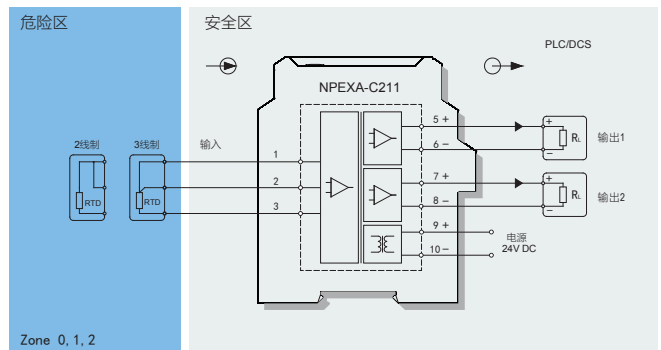 危险区
安全区
PLC/DCS
NPEXA-C211
2线制
3线制
输入
RTD
RTD
1
2
3
5 +
6 −
7 +
8 −
9 +
10 −
+
RL
−
输出1
+
RL
−
输出2
电源
24V DC
Zone 0, 1, 2